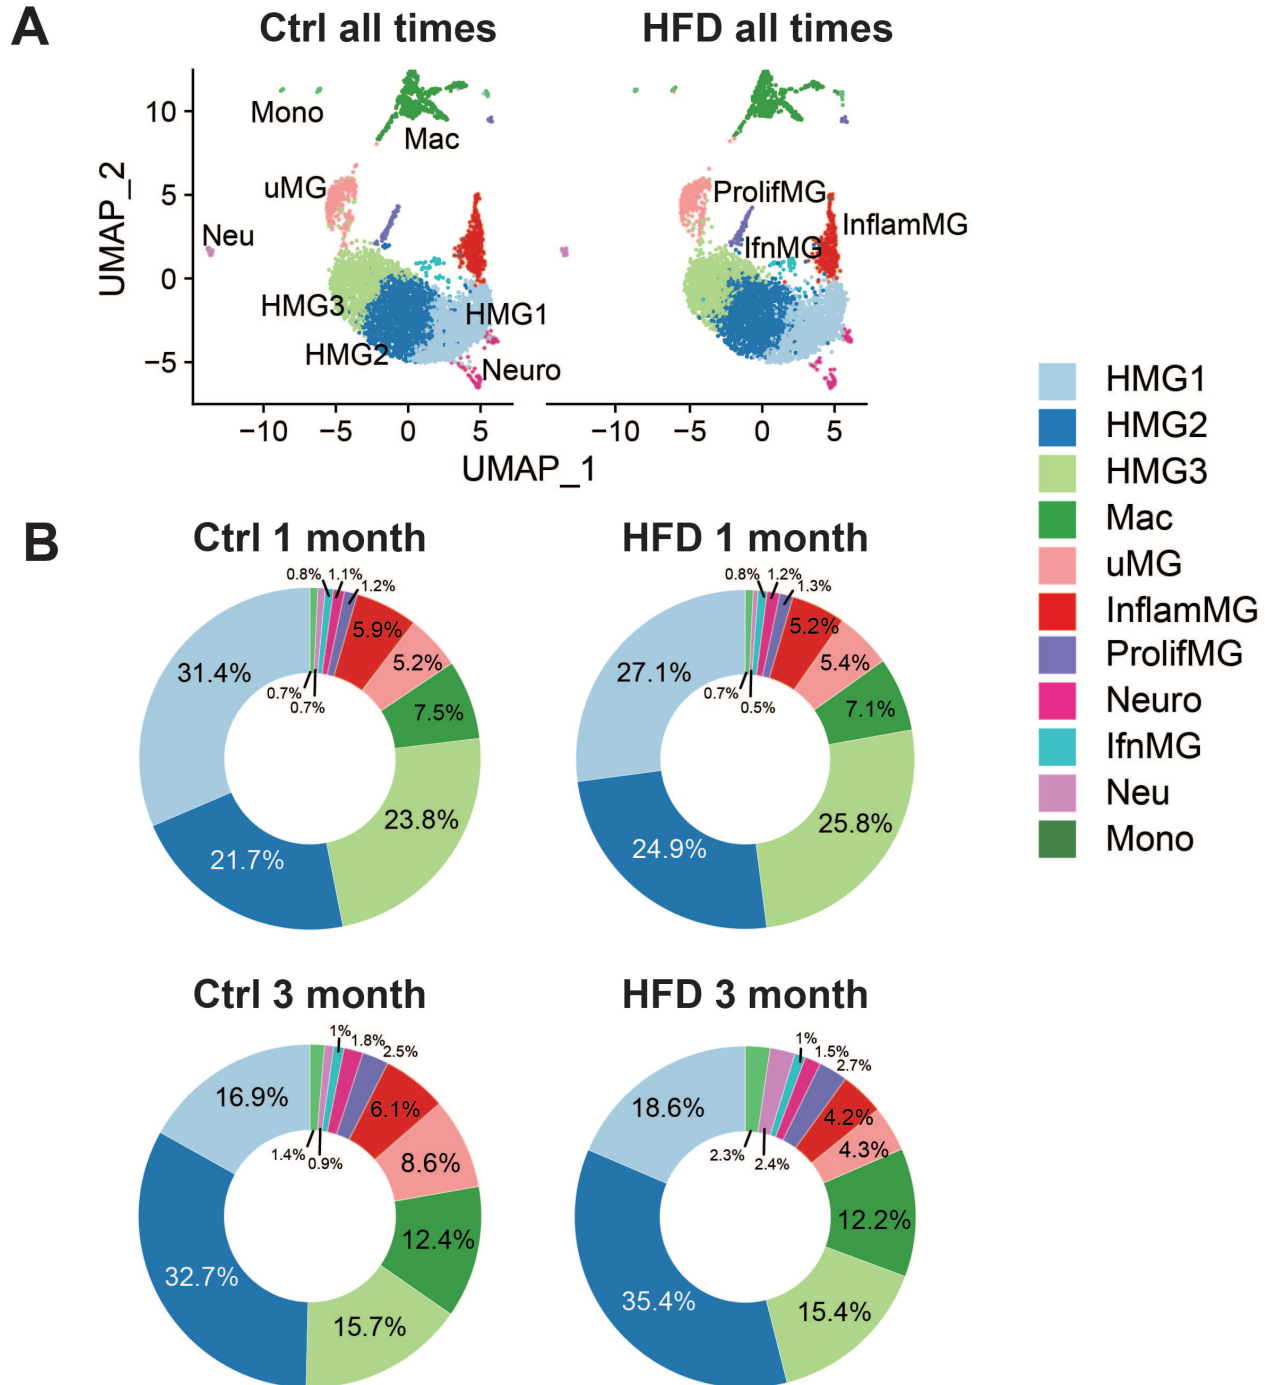 A
Ctrl all times
HFD all times
UMAP_2
10
5
0
−5
Mono
Mac
uMG
Neu
HMG3
HMG2
HMG1
Neuro
ProlifMG
IfnMG
InflamMG
−10
−5
0
5
−10
−5
0
5
UMAP_1
HMG1
HMG2
HMG3
Mac
uMG
InflamMG
ProlifMG
Neuro
IfnMG
Neu
Mono
B
Ctrl 1 month
0.8%
1.1%
1.2%
5.9%
5.2%
7.5%
23.8%
21.7%
31.4%
0.7%
0.7%
HFD 1 month
0.8%
1.2%
1.3%
5.2%
5.4%
7.1%
25.8%
24.9%
27.1%
0.7%
0.5%
Ctrl 3 month
1%
1.8%
2.5%
6.1%
8.6%
12.4%
15.7%
32.7%
16.9%
1.4%
0.9%
HFD 3 month
1%
1.5%
2.7%
4.2%
4.3%
12.2%
15.4%
35.4%
18.6%
2.3%
2.4%